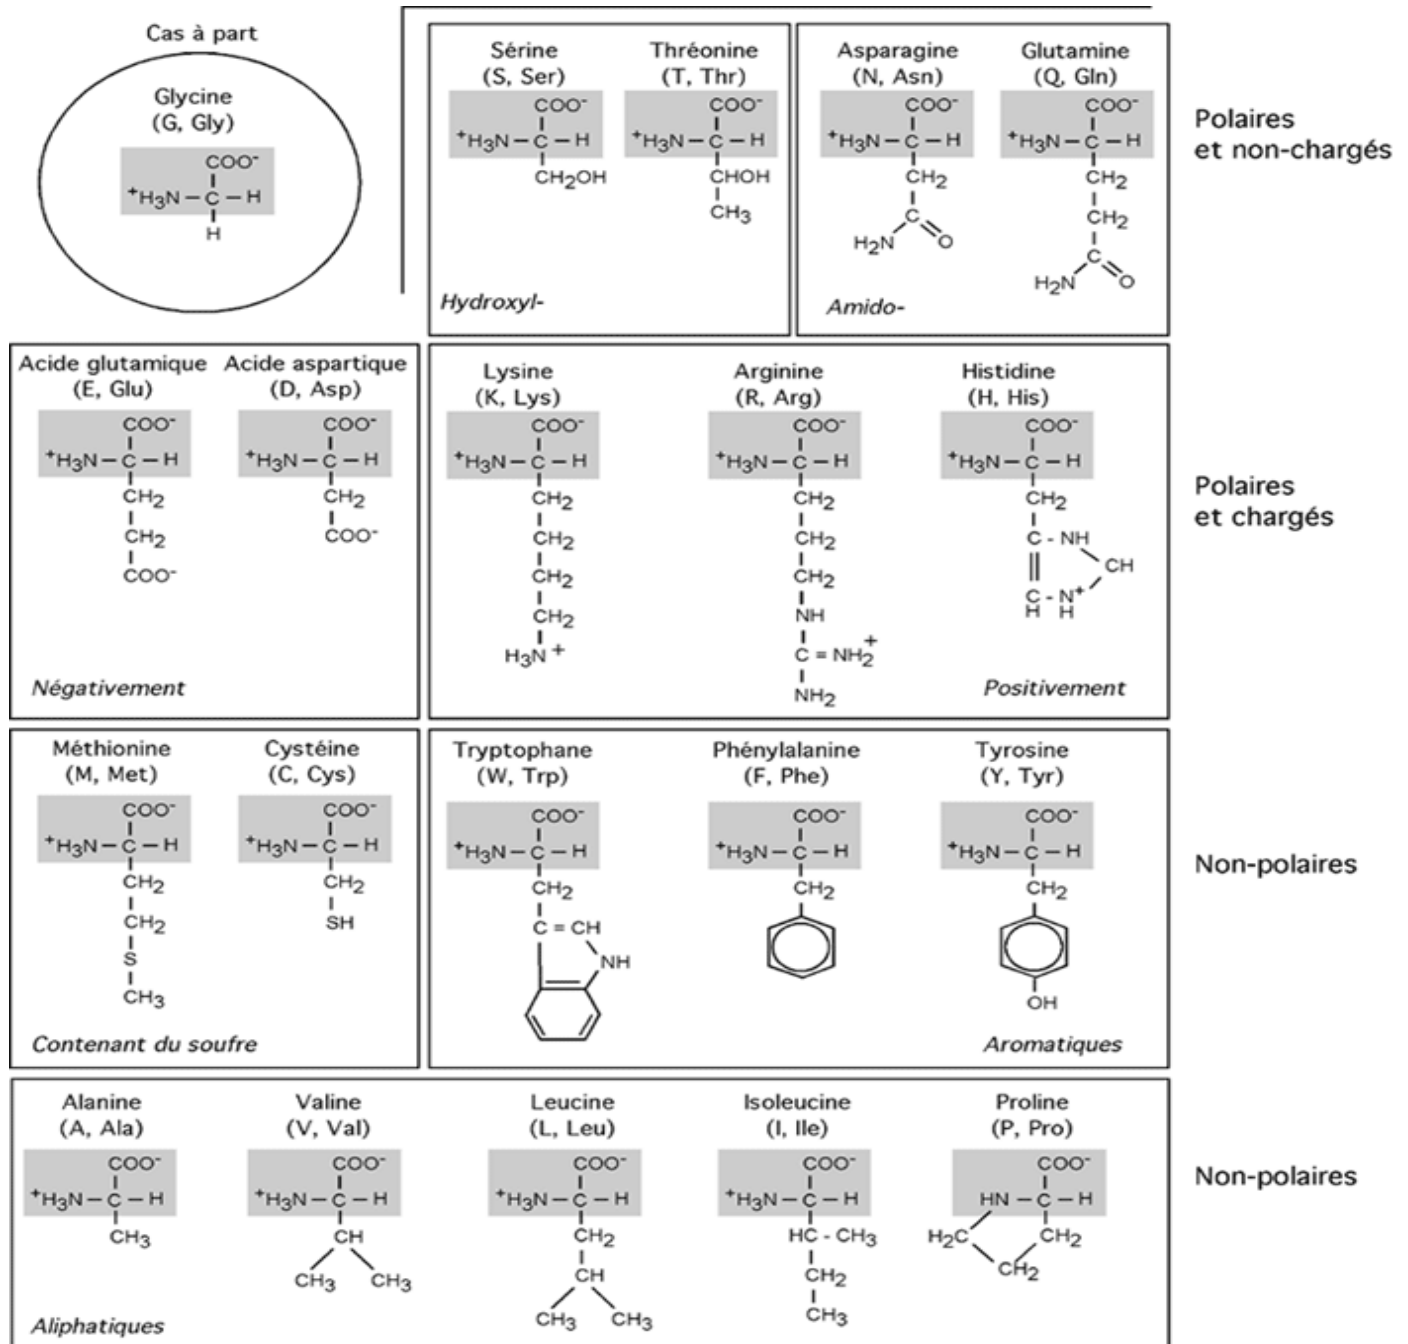 Cas à part
Glycine
(G, Gly)
COO⁻
⁺H₃N – C – H
H
Sérine
(S, Ser)
COO⁻
⁺H₃N – C – H
CH₂OH
Thréonine
(T, Thr)
COO⁻
⁺H₃N – C – H
CHOH
CH₃
Hydroxyl-
Asparagine
(N, Asn)
COO⁻
⁺H₃N – C – H
CH₂
C
H₂N O
Glutamine
(Q, Gln)
COO⁻
⁺H₃N – C – H
CH₂
CH₂
C
H₂N O
Amido-
Polaires
et non-chargés
Acide glutamique
(E, Glu)
COO⁻
⁺H₃N – C – H
CH₂
CH₂
COO⁻
Acide aspartique
(D, Asp)
COO⁻
⁺H₃N – C – H
CH₂
COO⁻
Négativement
Lysine
(K, Lys)
COO⁻
⁺H₃N – C – H
CH₂
CH₂
CH₂
CH₂
H₃N⁺
Arginine
(R, Arg)
COO⁻
⁺H₃N – C – H
CH₂
CH₂
CH₂
NH
C = NH₂⁺
NH₂
Histidine
(H, His)
COO⁻
⁺H₃N – C – H
CH₂
C - NH
CH
C - N⁺
H H
Positivement
Polaires
et chargés
Méthionine
(M, Met)
COO⁻
⁺H₃N – C – H
CH₂
CH₂
S
CH₃
Cystéine
(C, Cys)
COO⁻
⁺H₃N – C – H
CH₂
SH
Contenant du soufre
Tryptophane
(W, Trp)
COO⁻
⁺H₃N – C – H
CH₂
C = CH
NH
Phénylalanine
(F, Phe)
COO⁻
⁺H₃N – C – H
CH₂
Tyrosine
(Y, Tyr)
COO⁻
⁺H₃N – C – H
CH₂
OH
Aromatiques
Non-polaires
Alanine
(A, Ala)
COO⁻
⁺H₃N – C – H
CH₃
Valine
(V, Val)
COO⁻
⁺H₃N – C – H
CH
CH₃ CH₃
Leucine
(L, Leu)
COO⁻
⁺H₃N – C – H
CH₂
CH
CH₃ CH₃
Isoleucine
(I, Ile)
COO⁻
⁺H₃N – C – H
HC - CH₃
CH₂
CH₃
Proline
(P, Pro)
COO⁻
HN – C – H
H₂C CH₂
CH₂
Aliphatiques
Non-polaires